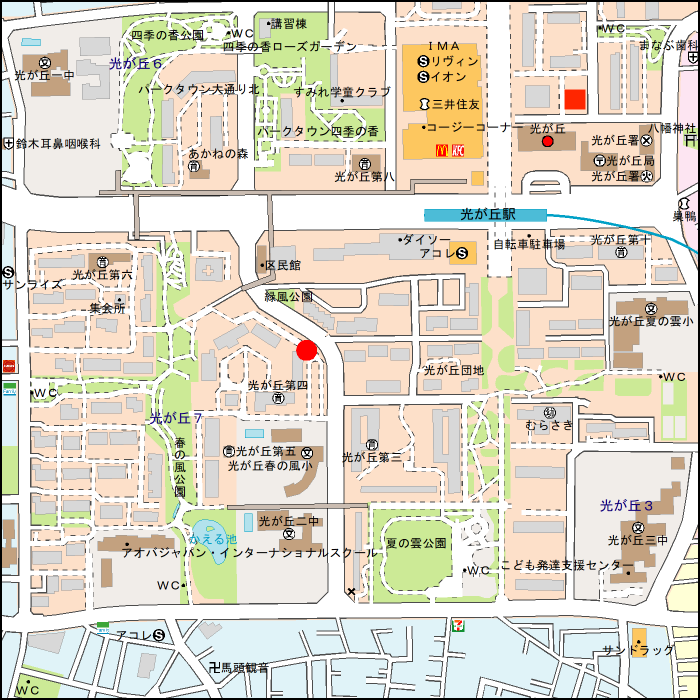 講習棟
四季の香公園
WC
四季の香ローズガーデン
WC
まなぶ歯科
IMA
リヴィン
イオン
光が丘一中
光が丘6
パークタウン大通り北
すみれ学童クラブ
三井住友
コージーコーナー
光が丘
八幡神社
パークタウン四季の香
光が丘署
鈴木耳鼻咽喉科
あかねの森
光が丘局
光が丘第八
光が丘署
光が丘駅
巣鴨
ダイソー
自転車駐車場
光が丘第十
アコレ
区民館
光が丘第六
サンライズ
緑風公園
集会所
光が丘夏の雲小
光が丘団地
WC
光が丘第四
WC
光が丘7
むらさき
春の風公園
光が丘第五
光が丘春の風小
光が丘第三
光が丘3
光が丘二中
かえる池
夏の雲公園
光が丘三中
アオバジャパン・インターナショナルスクール
こども発達支援センター
WC
WC
アコレ
サンドラッグ
馬頭観音
WC